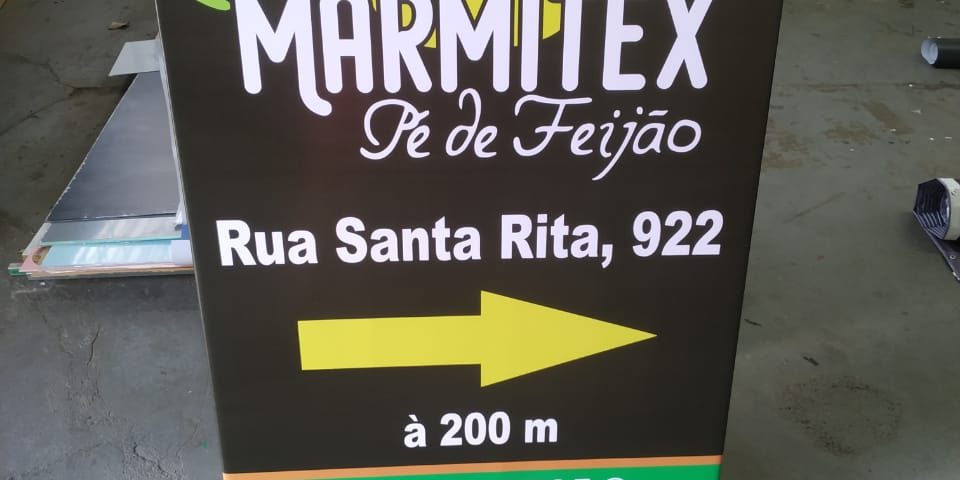 MARMITEX
Pé de Feijão
Rua Santa Rita, 922
à 200 m